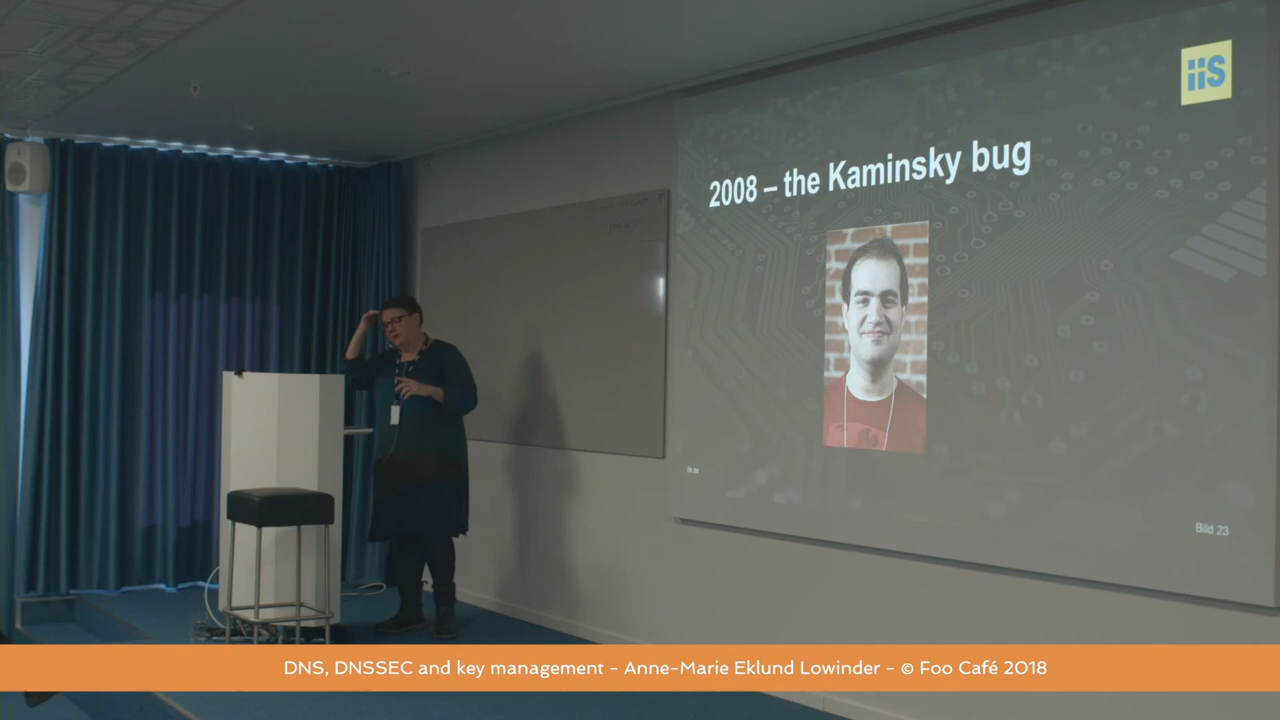 iiS
2008 – the Kaminsky bug
Bild 23
DNS, DNSSEC and key management - Anne-Marie Eklund Lowinder - © Foo Café 2018